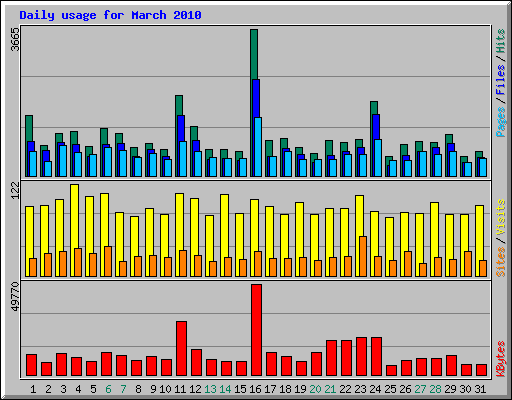 Daily usage for March 2010
3665
Pages / Files / Hits
122
Sites / Visits
49770
KBytes
1 2 3 4 5 6 7 8 9 10 11 12 13 14 15 16 17 18 19 20 21 22 23 24 25 26 27 28 29 30 31